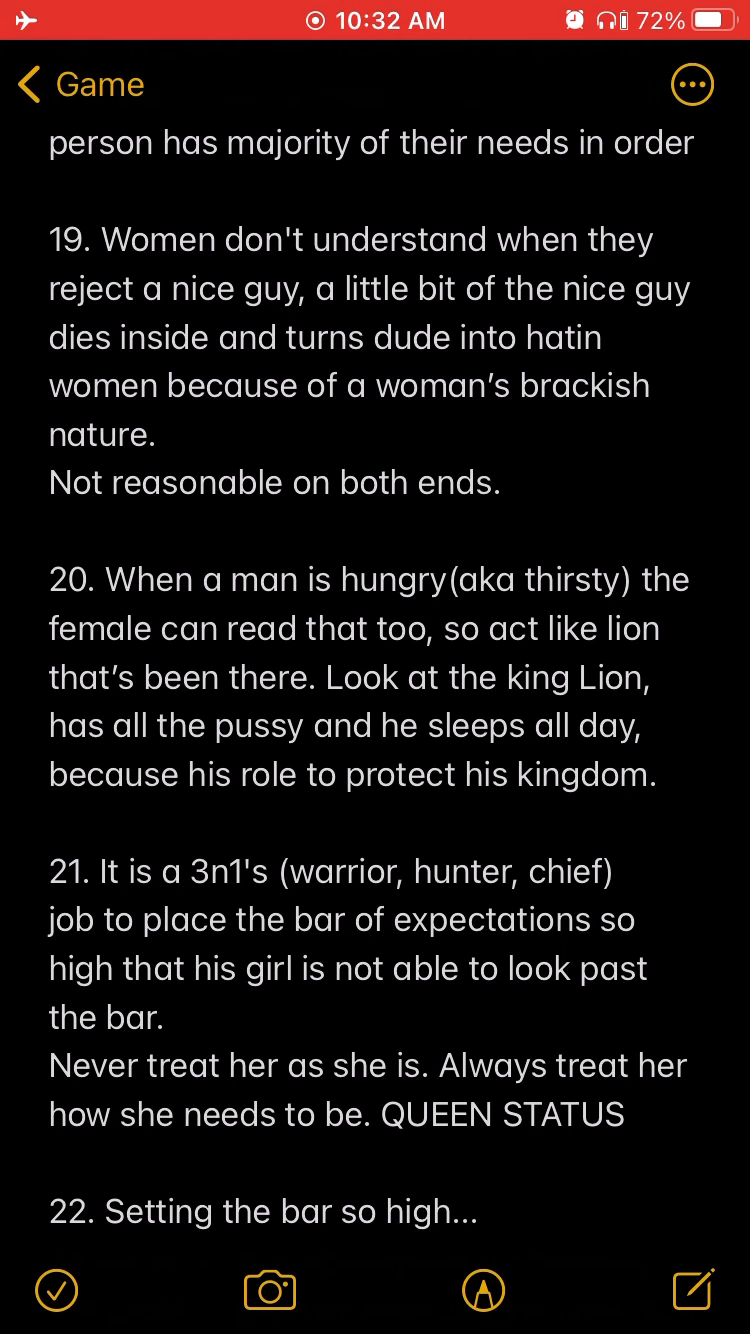 10:32 AM
72%
Game
person has majority of their needs in order
19. Women don't understand when they
reject a nice guy, a little bit of the nice guy
dies inside and turns dude into hatin
women because of a woman’s brackish
nature.
Not reasonable on both ends.
20. When a man is hungry(aka thirsty) the
female can read that too, so act like lion
that’s been there. Look at the king Lion,
has all the pussy and he sleeps all day,
because his role to protect his kingdom.
21. It is a 3n1's (warrior, hunter, chief)
job to place the bar of expectations so
high that his girl is not able to look past
the bar.
Never treat her as she is. Always treat her
how she needs to be. QUEEN STATUS
22. Setting the bar so high...